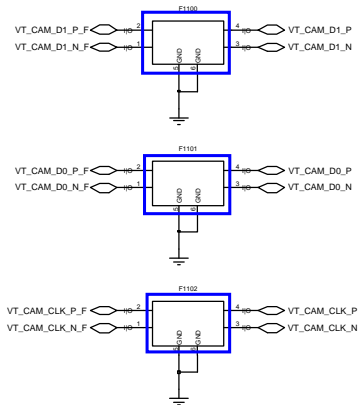 F1100
VT_CAM_D1_P_F 2 4 VT_CAM_D1_P
VT_CAM_D1_N_F 1 3 VT_CAM_D1_N
GND GND
5 6
F1101
VT_CAM_D0_P_F 2 4 VT_CAM_D0_P
VT_CAM_D0_N_F 1 3 VT_CAM_D0_N
GND GND
5 6
F1102
VT_CAM_CLK_P_F 2 4 VT_CAM_CLK_P
VT_CAM_CLK_N_F 1 3 VT_CAM_CLK_N
GND GND
5 6